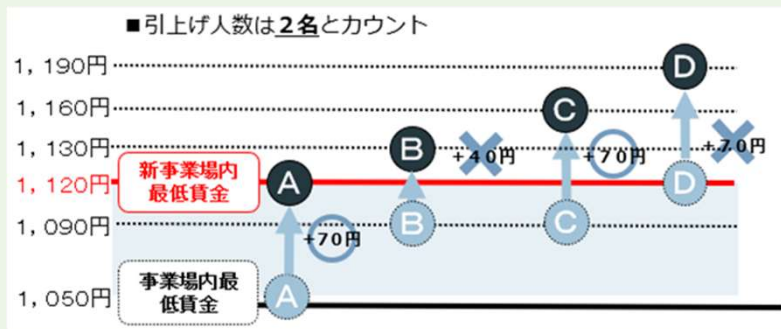 ■引上げ人数は２名とカウント
1,190円
D
1,160円
C
+70円
1,130円
B
+40円
+70円
新事業場内
最低賃金
1,120円
A
D
1,090円
+70円
B
C
事業場内最
低賃金
1,050円
A